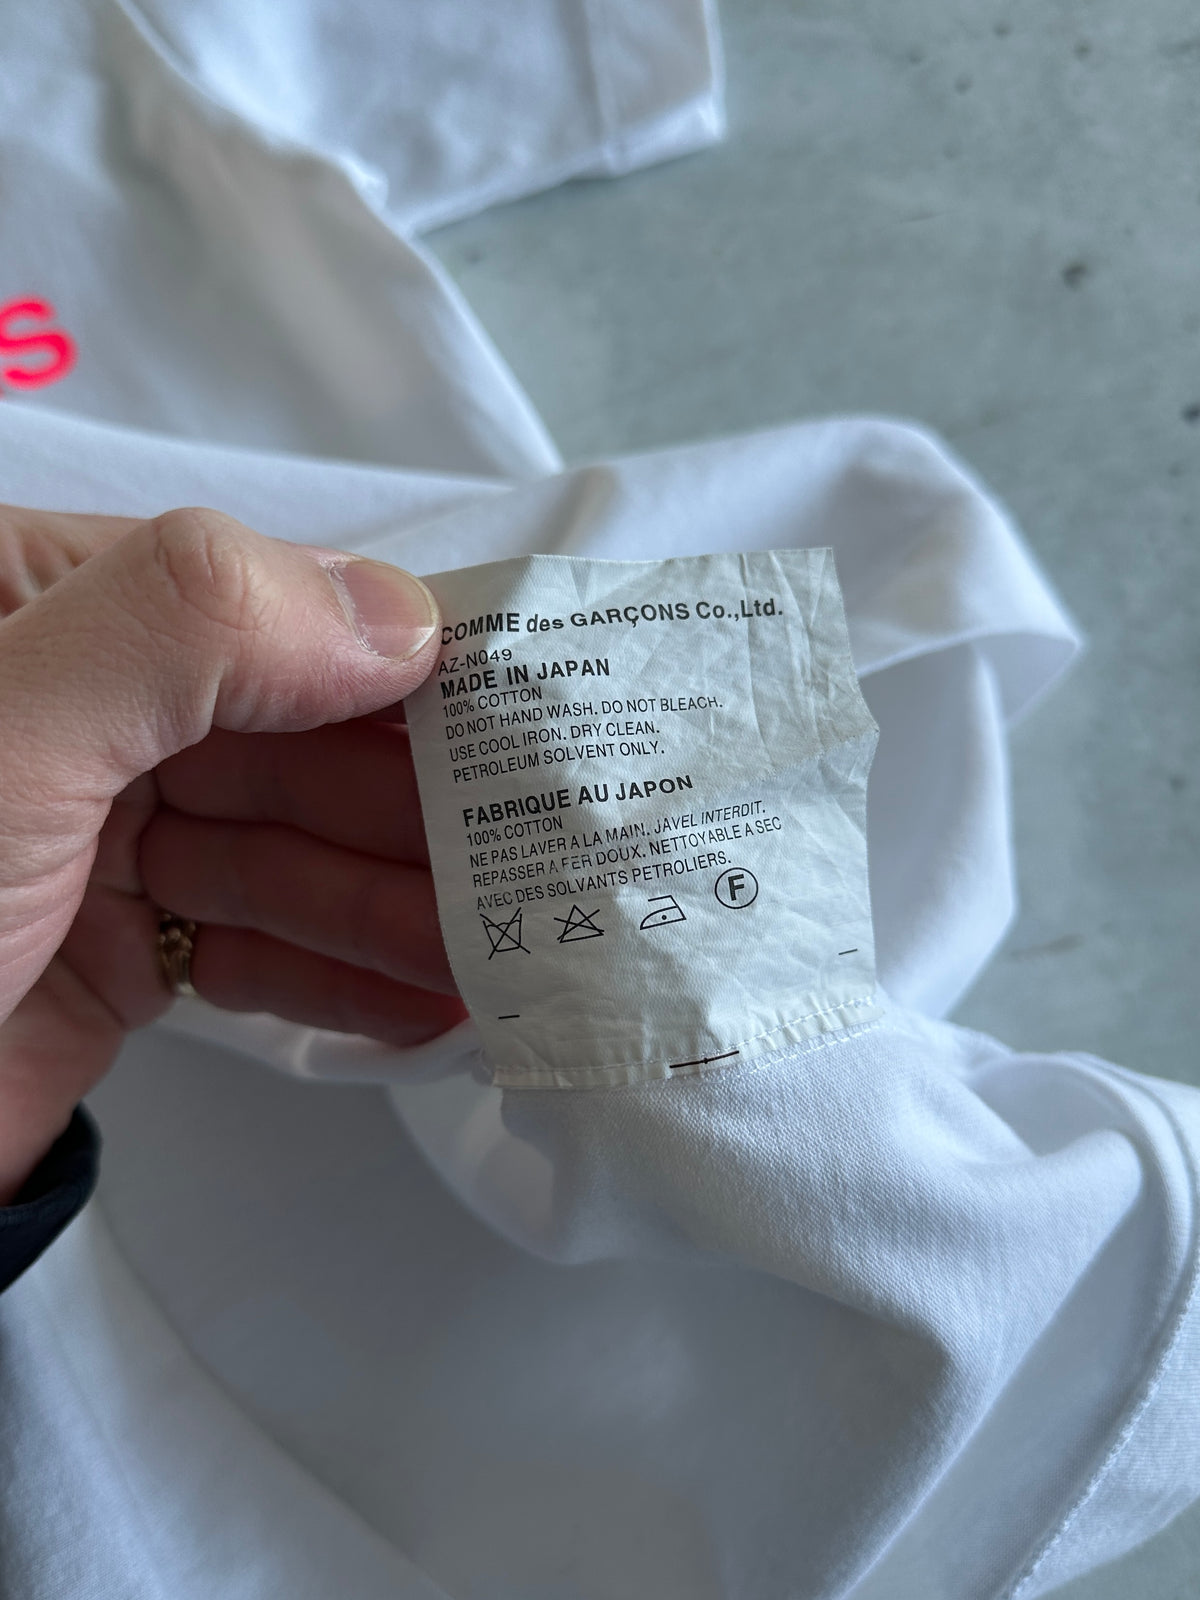 s
COMME des GARÇONS Co.,Ltd.
AZ-N049
MADE IN JAPAN
100% COTTON
DO NOT HAND WASH. DO NOT BLEACH.
USE COOL IRON. DRY CLEAN.
PETROLEUM SOLVENT ONLY.
FABRIQUE AU JAPON
100% COTTON
NE PAS LAVER A LA MAIN. JAVEL INTERDIT.
REPASSER A FER DOUX. NETTOYABLE A SEC
AVEC DES SOLVANTS PETROLIERS.
F